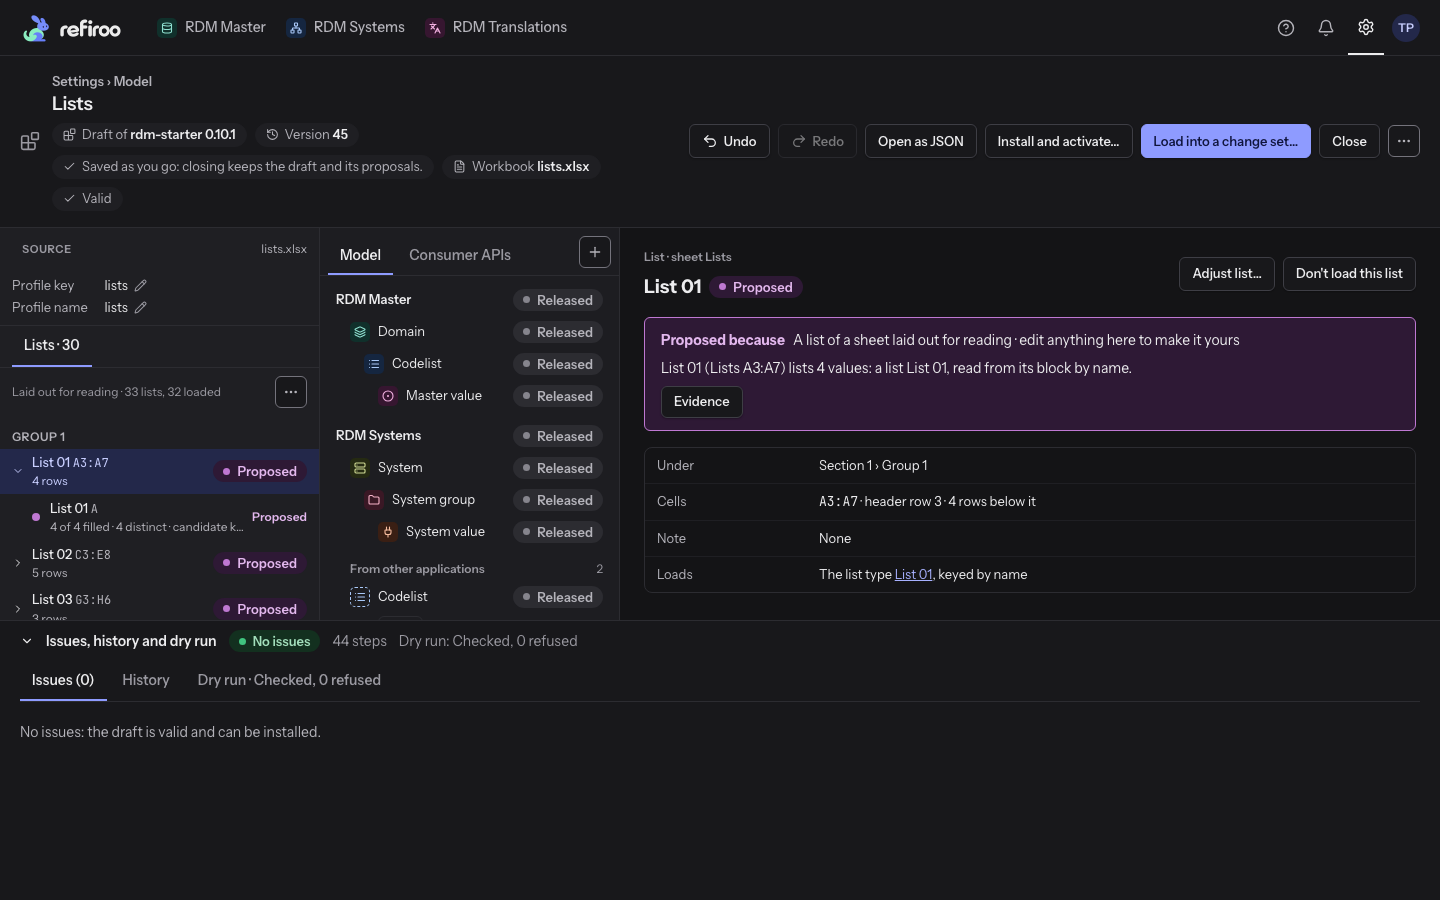 refiroo
RDM Master
RDM Systems
RDM Translations
TP
Settings › Model
Lists
Draft of rdm-starter 0.10.1
Version 45
Saved as you go: closing keeps the draft and its proposals.
Workbook lists.xlsx
Valid
Undo
Redo
Open as JSON
Install and activate...
Load into a change set...
Close
SOURCE
lists.xlsx
Profile key lists
Profile name lists
Lists · 30
Laid out for reading · 33 lists, 32 loaded
GROUP 1
List 01 A3:A7
4 rows
Proposed
List 01 A
4 of 4 filled · 4 distinct · candidate k...
Proposed
List 02 C3:E8
5 rows
Proposed
List 03 G3:H6
3 rows
Proposed
Model
Consumer APIs
RDM Master Released
Domain Released
Codelist Released
Master value Released
RDM Systems Released
System Released
System group Released
System value Released
From other applications 2
Codelist Released
List · sheet Lists
List 01 Proposed
Adjust list...
Don't load this list
Proposed because A list of a sheet laid out for reading · edit anything here to make it yours
List 01 (Lists A3:A7) lists 4 values: a list List 01, read from its block by name.
Evidence
Under Section 1 › Group 1
Cells A3:A7 · header row 3 · 4 rows below it
Note None
Loads The list type List 01, keyed by name
Issues, history and dry run
No issues
44 steps
Dry run: Checked, 0 refused
Issues (0)
History
Dry run · Checked, 0 refused
No issues: the draft is valid and can be installed.